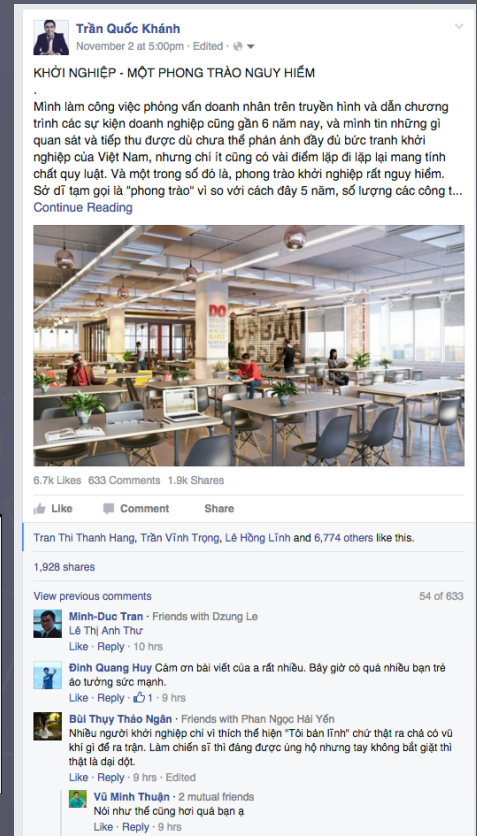 Trần Quốc Khánh
November 2 at 5:00pm · Edited ·
KHỞI NGHIỆP - MỘT PHONG TRÀO NGUY HIỂM
.
Mình làm công việc phỏng vấn doanh nhân trên truyền hình và dẫn chương
trình các sự kiện doanh nghiệp cũng gần 6 năm nay, và mình tin những gì
quan sát và tiếp thu được dù chưa thể phản ánh đầy đủ bức tranh khởi
nghiệp của Việt Nam, nhưng chí ít cũng có vài điểm lặp đi lặp lại mang tính
chất quy luật. Và một trong số đó là, phong trào khởi nghiệp rất nguy hiểm.
Sở dĩ tạm gọi là "phong trào" vì so với cách đây 5 năm, số lượng các công t...
Continue Reading
DO
URBAN
6.7k Likes 633 Comments 1.9k Shares
Like Comment Share
Tran Thi Thanh Hang, Trần Vĩnh Trọng, Lê Hồng Lĩnh and 6,774 others like this.
1,928 shares
View previous comments 54 of 633
Minh-Duc Tran · Friends with Dzung Le
Lê Thị Anh Thư
Like · Reply · 10 hrs
Đinh Quang Huy Cám ơn bài viết của a rất nhiều. Bây giờ có quá nhiều bạn trẻ
ảo tưởng sức mạnh.
Like · Reply · 1 · 9 hrs
Bùi Thụy Thảo Ngân · Friends with Phan Ngọc Hải Yến
Nhiều người khởi nghiệp chỉ vì thích thể hiện "Tôi bản lĩnh" chứ thật ra chả có vũ
khí gì để ra trận. Làm chiến sĩ thì đáng được ủng hộ nhưng tay không bắt giặt thì
thật là dại dột.
Like · Reply · 9 hrs · Edited
Vũ Minh Thuận · 2 mutual friends
Nói như thế cũng hơi quá bạn ạ
Like · Reply · 9 hrs